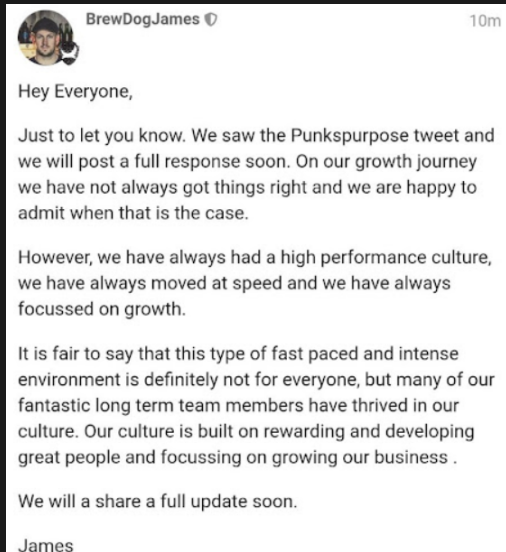 BrewDogJames
10m
Hey Everyone,
Just to let you know. We saw the Punkspurpose tweet and
we will post a full response soon. On our growth journey
we have not always got things right and we are happy to
admit when that is the case.
However, we have always had a high performance culture,
we have always moved at speed and we have always
focussed on growth.
It is fair to say that this type of fast paced and intense
environment is definitely not for everyone, but many of our
fantastic long term team members have thrived in our
culture. Our culture is built on rewarding and developing
great people and focussing on growing our business .
We will a share a full update soon.
James